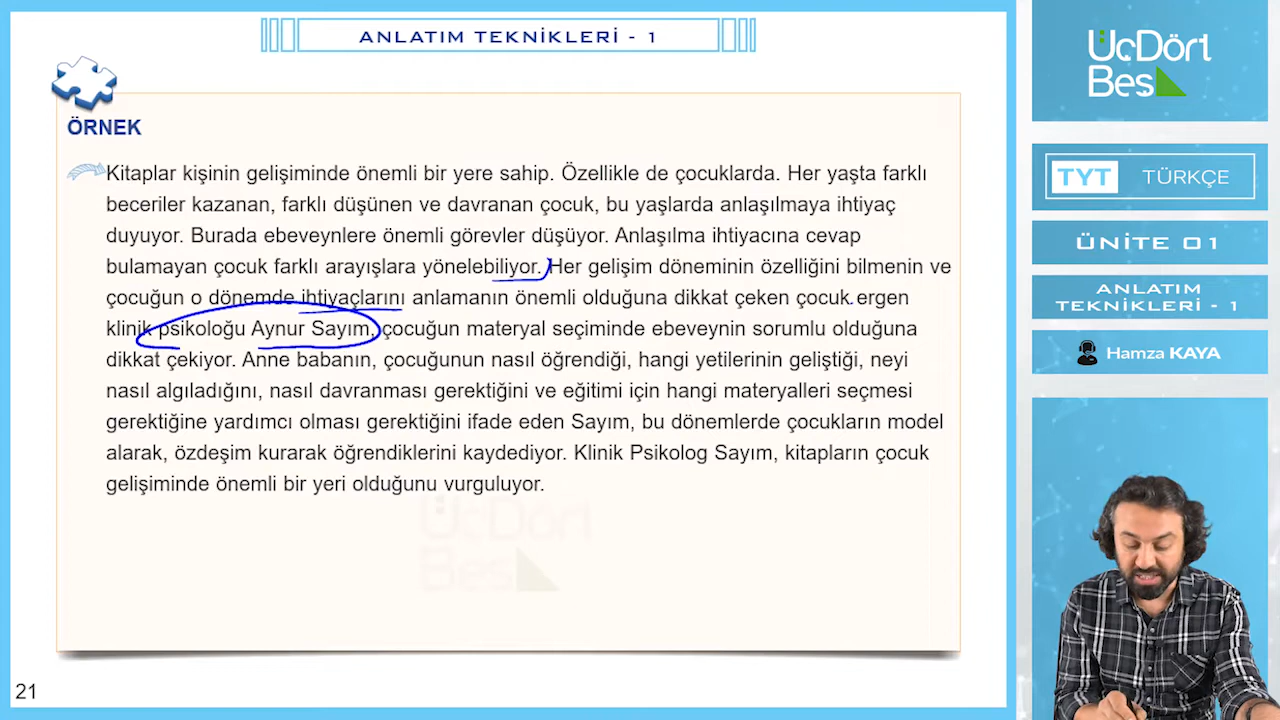 ANLATIM TEKNİKLERİ - 1
ÖRNEK
Kitaplar kişinin gelişiminde önemli bir yere sahip. Özellikle de çocuklarda. Her yaşta farklı
beceriler kazanan, farklı düşünen ve davranan çocuk, bu yaşlarda anlaşılmaya ihtiyaç
duyuyor. Burada ebeveynlere önemli görevler düşüyor. Anlaşılma ihtiyacına cevap
bulamayan çocuk farklı arayışlara yönelebiliyor. Her gelişim döneminin özelliğini bilmenin ve
çocuğun o dönemde ihtiyaçlarını anlamanın önemli olduğuna dikkat çeken çocuk ergen
klinik psikoloğu Aynur Sayım, çocuğun materyal seçiminde ebeveynin sorumlu olduğuna
dikkat çekiyor. Anne babanın, çocuğunun nasıl öğrendiği, hangi yetilerinin geliştiği, neyi
nasıl algıladığını, nasıl davranması gerektiğini ve eğitimi için hangi materyalleri seçmesi
gerektiğine yardımcı olması gerektiğini ifade eden Sayım, bu dönemlerde çocukların model
alarak, özdeşim kurarak öğrendiklerini kaydediyor. Klinik Psikolog Sayım, kitapların çocuk
gelişiminde önemli bir yeri olduğunu vurguluyor.
ÜçDört
Beş
21
ÜçDört
Beş
TYT TÜRKÇE
ÜNİTE 01
ANLATIM
TEKNİKLERİ - 1
Hamza KAYA